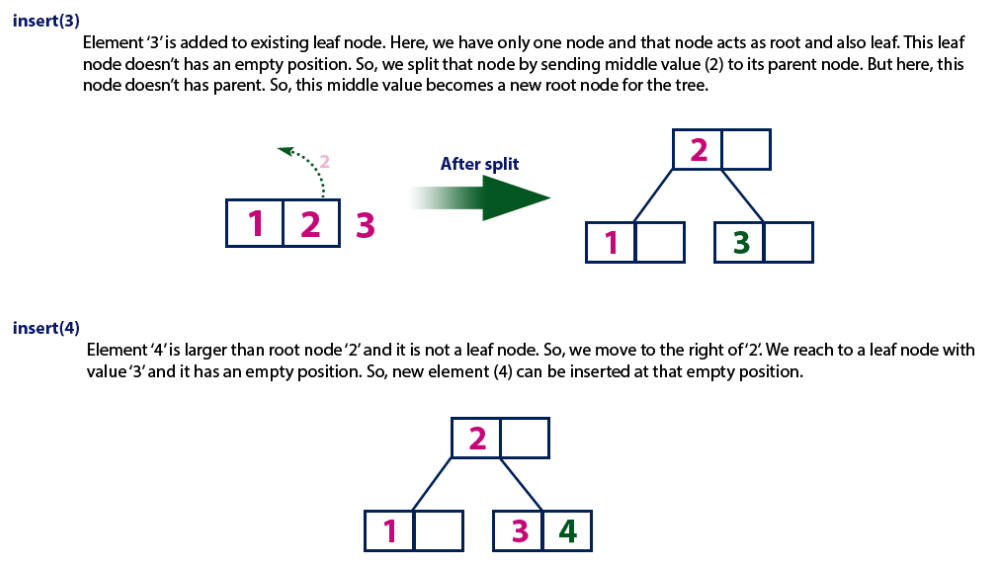 insert(3)
Element ‘3’ is added to existing leaf node. Here, we have only one node and that node acts as root and also leaf. This leaf
node doesn’t has an empty position. So, we split that node by sending middle value (2) to its parent node. But here, this
node doesn’t has parent. So, this middle value becomes a new root node for the tree.
2
1 2 3
After split
2
1
3
insert(4)
Element ‘4’ is larger than root node ‘2’ and it is not a leaf node. So, we move to the right of ‘2’. We reach to a leaf node with
value ‘3’ and it has an empty position. So, new element (4) can be inserted at that empty position.
2
1
3 4